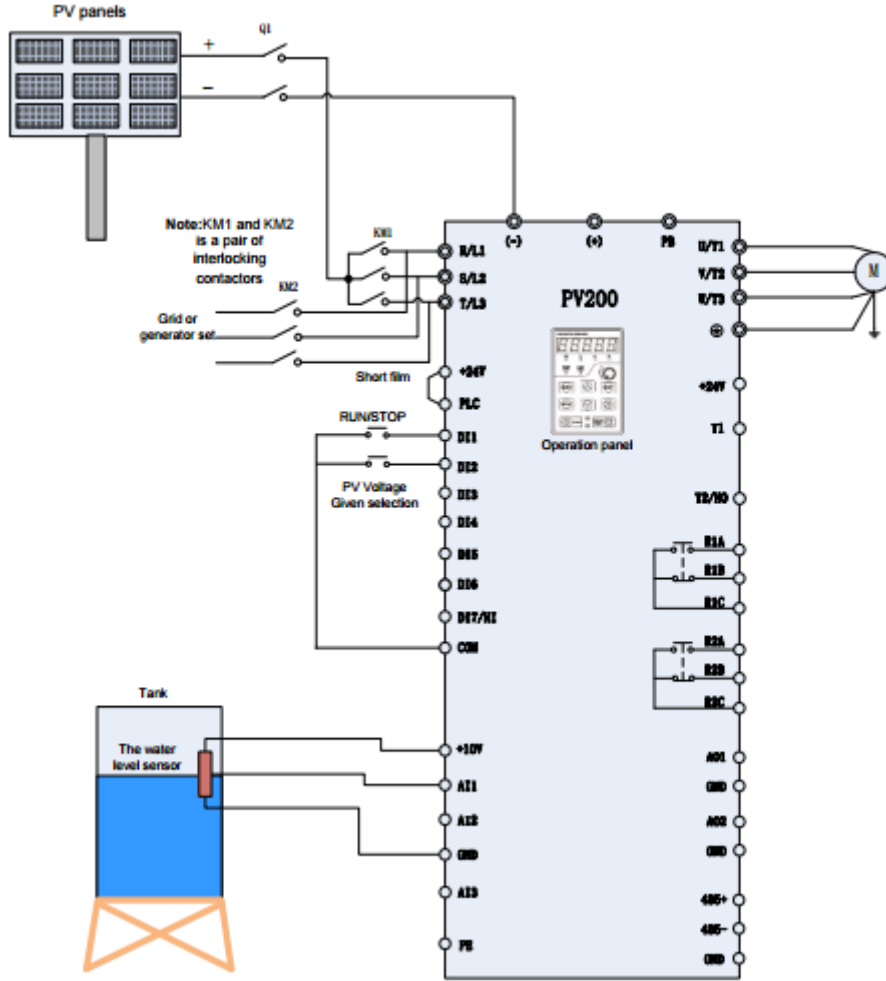 PV panels
+
Q1
−
Note:KM1 and KM2
is a pair of
interlocking
contactors
KM1
KM2
Grid or
generator set
(-)
(+)
PB
R/L1
S/L2
T/L3
U/T1
V/T2
W/T3
M
PV200
Operation panel
Short film
+24V
PLC
RUN/STOP
DI1
DI2
PV Voltage
Given selection
DI3
DI4
DI5
DI6
DI7/HI
COM
+24V
Y1
Y2/HO
R1A
R1B
R1C
R2A
R2B
R2C
Tank
The water
level sensor
+10V
AI1
AI2
GND
AI3
PE
AO1
GND
AO2
GND
485+
485-
GND